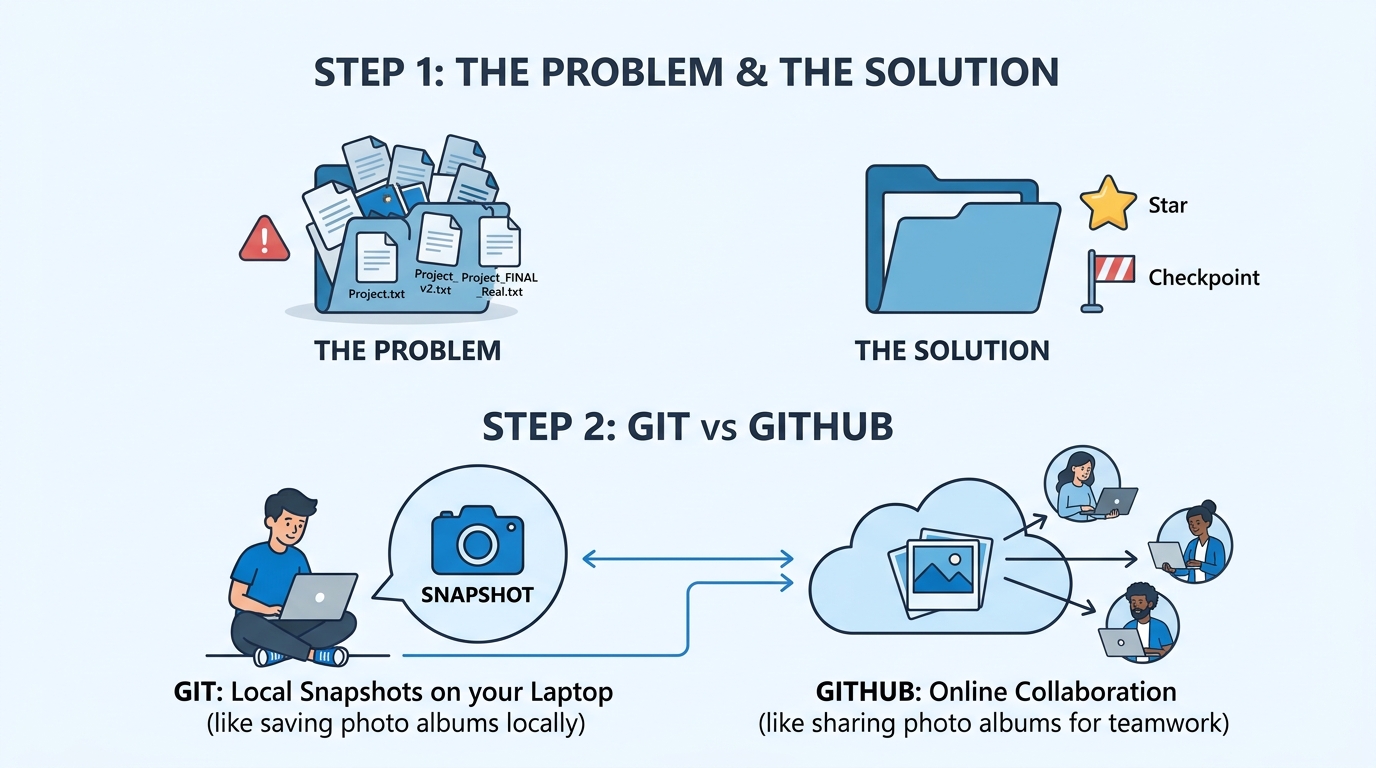 STEP 1: THE PROBLEM & THE SOLUTION
Project.txt
Project_
v2.txt
Project_FINAL
_Real.txt
THE PROBLEM
Star
Checkpoint
THE SOLUTION
STEP 2: GIT vs GITHUB
SNAPSHOT
GIT: Local Snapshots on your Laptop
(like saving photo albums locally)
GITHUB: Online Collaboration
(like sharing photo albums for teamwork)